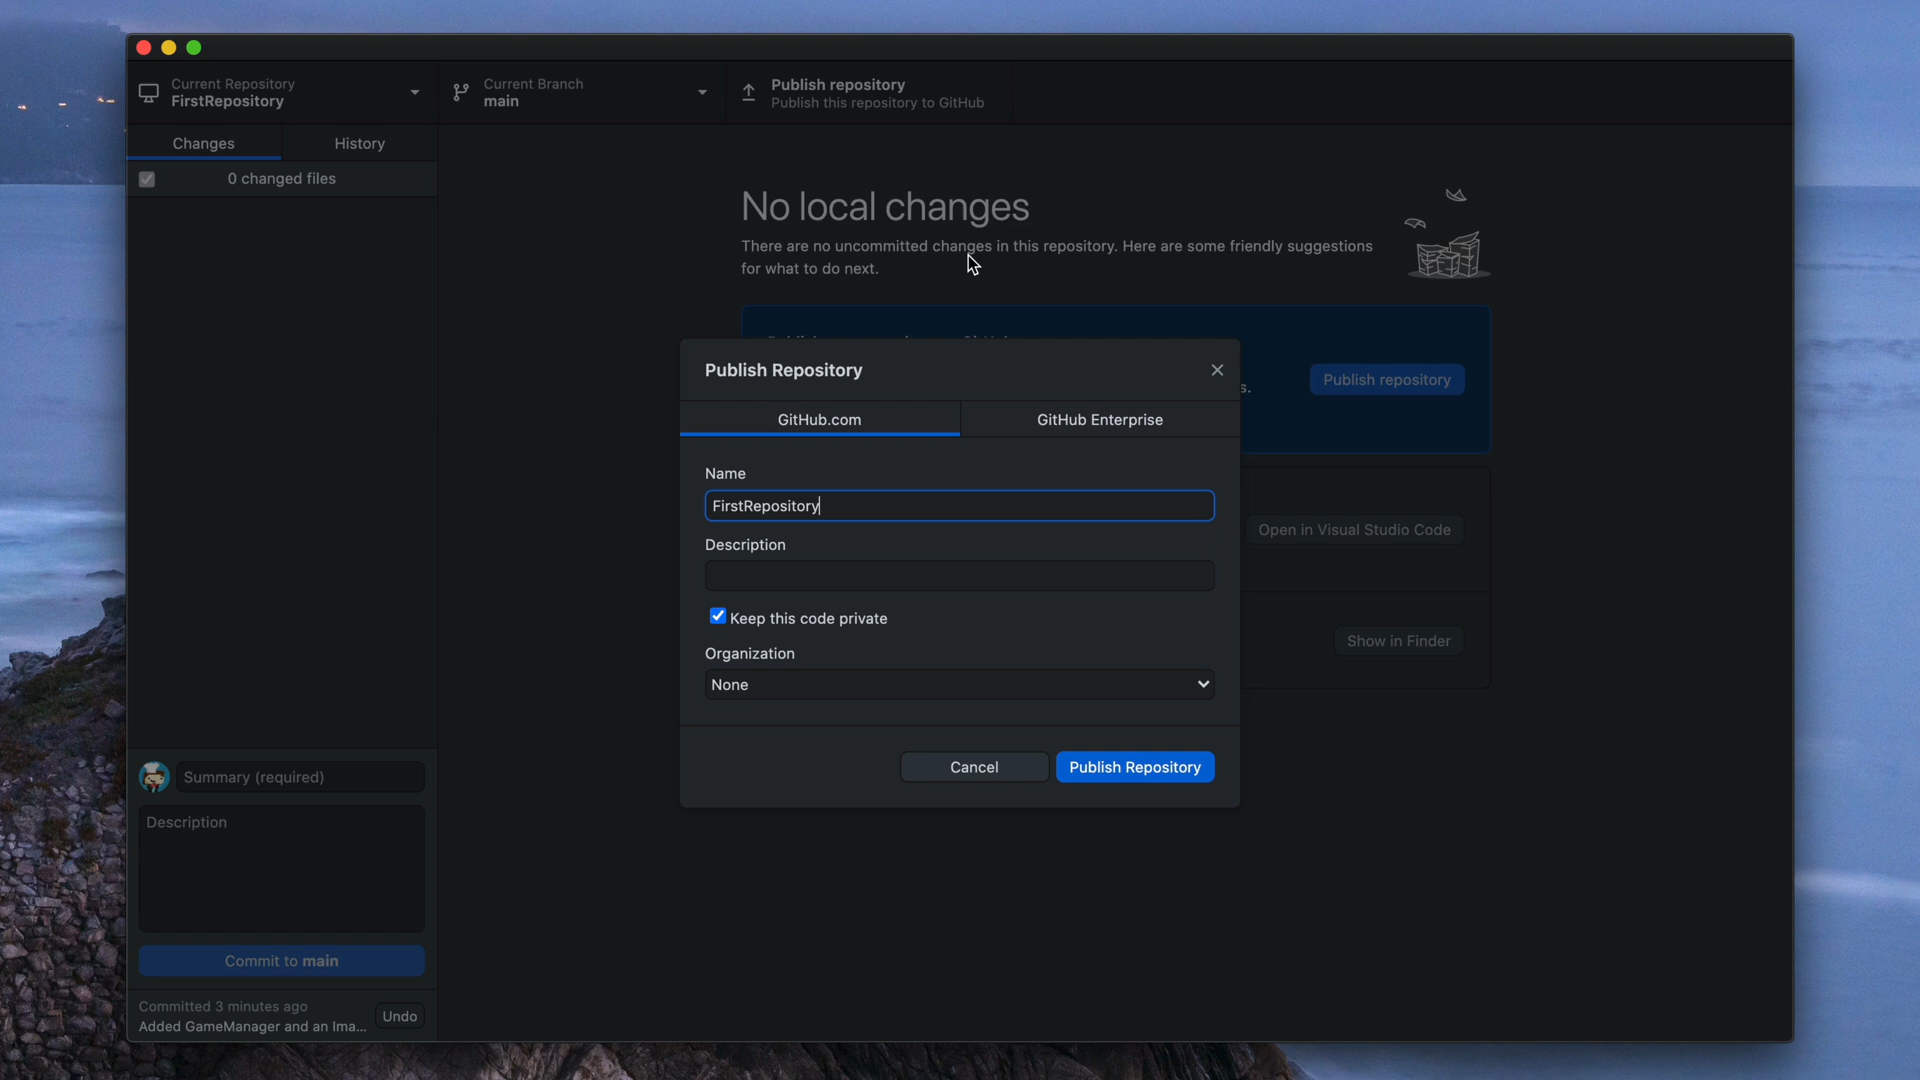 Current Repository
FirstRepository
Current Branch
main
Publish repository
Publish this repository to GitHub
Changes
History
0 changed files
No local changes
There are no uncommitted changes in this repository. Here are some friendly suggestions
for what to do next.
Publish repository
Publish Repository
s.
GitHub.com
GitHub Enterprise
Name
FirstRepository
Open in Visual Studio Code
Description
Keep this code private
Show in Finder
Organization
None
Cancel
Publish Repository
Summary (required)
Description
Commit to main
Committed 3 minutes ago
Added GameManager and an Ima...
Undo